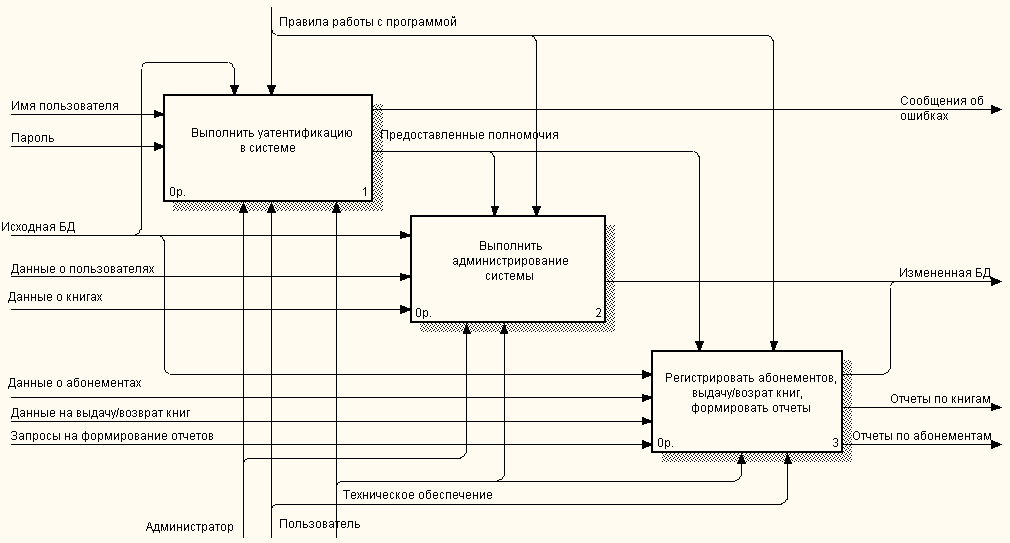 Правила работы с программой
Имя пользователя
Сообщения об
ошибках
Выполнить уатентификацию
в системе
Пароль
Предоставленные полномочия
0р.
1
Исходная БД
Выполнить
администрирование
системы
Данные о пользователях
Измененная БД
Данные о книгах
0р.
2
Данные о абонементах
Регистрировать абонементов,
выдачу/возрат книг,
формировать отчеты
Отчеты по книгам
Данные на выдачу/возврат книг
Запросы на формирование отчетов
0р.
3
Отчеты по абонементам
Техническое обеспечение
Администратор
Пользователь